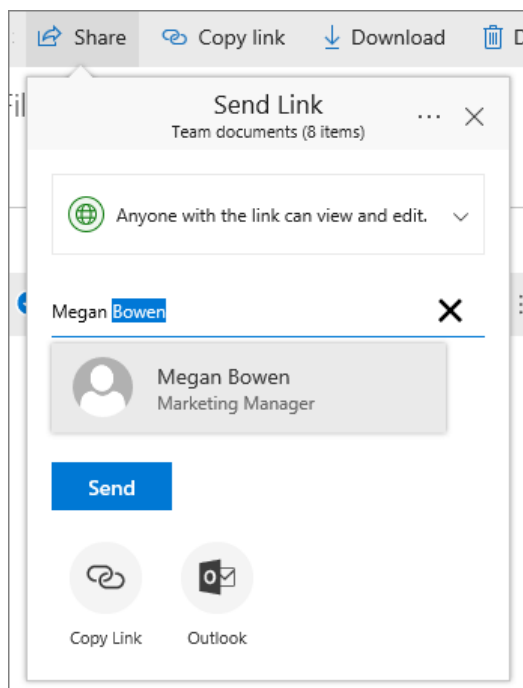 Share Copy link Download
Send Link
Team documents (8 items)
Anyone with the link can view and edit.
Megan Bowen
Megan Bowen
Marketing Manager
Send
Copy Link Outlook